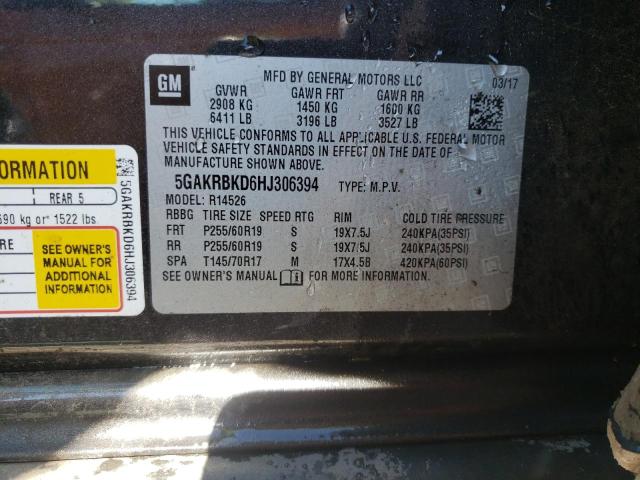 GM
MFD BY GENERAL MOTORS LLC 03/17
GVWR GAWR FRT GAWR RR
2908 KG 1450 KG 1600 KG
6411 LB 3196 LB 3527 LB
THIS VEHICLE CONFORMS TO ALL APPLICABLE U.S. FEDERAL MOTOR
VEHICLE SAFETY STANDARDS IN EFFECT ON THE DATE OF
MANUFACTURE SHOWN ABOVE.
5GAKRBKD6HJ306394 TYPE: M.P.V.
MODEL: R14526
RBBG TIRE SIZE SPEED RTG RIM COLD TIRE PRESSURE
FRT P255/60R19 S 19X7.5J 240KPA(35PSI)
RR P255/60R19 S 19X7.5J 240KPA(35PSI)
SPA T145/70R17 M 17X4.5B 420KPA(60PSI)
SEE OWNER'S MANUAL FOR MORE INFORMATION.
ORMATION
REAR 5
690 kg or 1522 lbs.
RE
SEE OWNER'S
MANUAL FOR
ADDITIONAL
INFORMATION
5GAKRBKD6HJ306394